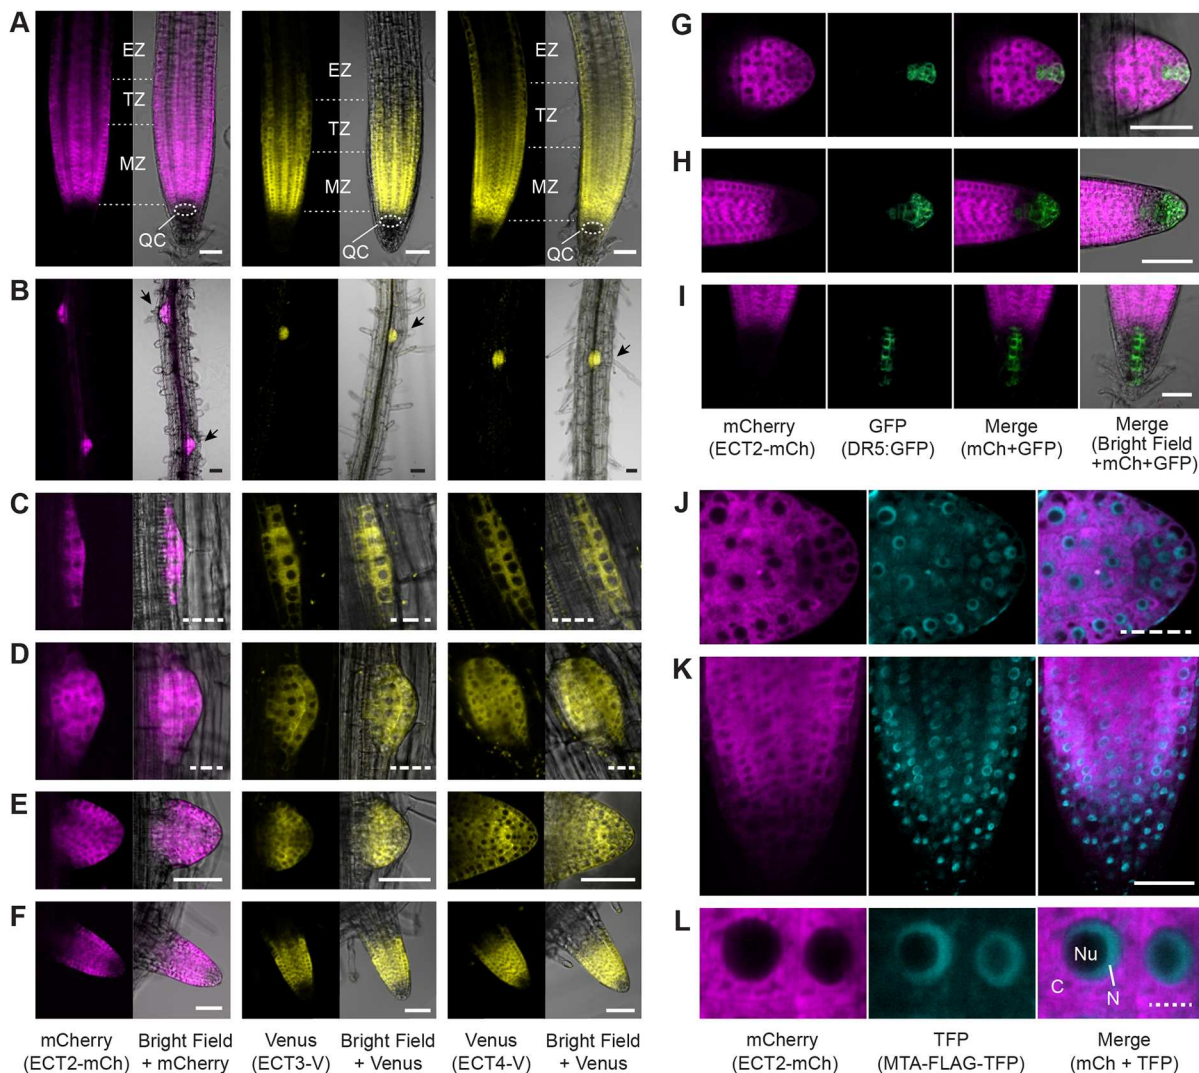 A
EZ
TZ
MZ
QC
EZ
TZ
MZ
QC
EZ
TZ
MZ
QC
B
C
D
E
F
mCherry
(ECT2-mCh)
Bright Field
+ mCherry
Venus
(ECT3-V)
Bright Field
+ Venus
Venus
(ECT4-V)
Bright Field
+ Venus
G
H
I
mCherry
(ECT2-mCh)
GFP
(DR5:GFP)
Merge
(mCh+GFP)
Merge
(Bright Field
+mCh+GFP)
J
K
L
Nu
C
N
mCherry
(ECT2-mCh)
TFP
(MTA-FLAG-TFP)
Merge
(mCh + TFP)